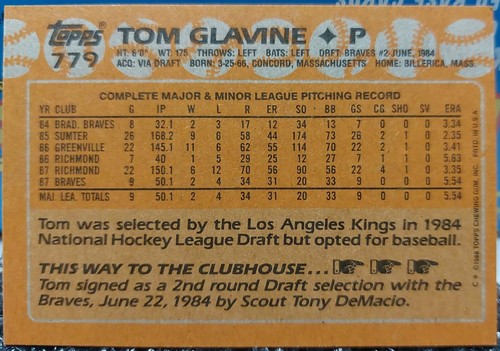 Topps
779
TOM GLAVINE ✦ P
HT: 6'0" WT: 175 THROWS: LEFT BATS: LEFT DRFT: BRAVES #2-JUNE, 1984
ACQ: VIA DRAFT BORN: 3-25-66, CONCORD, MASSACHUSETTS HOME: BILLERICA, MASS.
COMPLETE MAJOR & MINOR LEAGUE PITCHING RECORD
YR CLUB G IP W L R ER SO BB GS CG SHO SV ERA
84 BRAD. BRAVES 8 32.1 2 3 17 12 34 13 7 0 0 0 3.34
85 SUMTER 26 168.2 9 6 58 44 174 73 26 2 1 0 2.35
86 GREENVILLE 22 145.1 11 6 62 55 114 70 22 2 1 0 3.41
86 RICHMOND 7 40 1 5 29 25 12 27 7 1 0 5.63
87 RICHMOND 22 150.1 6 12 70 56 90 56 22 4 1 0 3.35
87 BRAVES 9 50.1 2 4 34 31 20 33 9 0 0 0 5.54
MAJ. LEA. TOTALS 9 50.1 2 4 34 31 20 33 9 0 0 0 5.54
Tom was selected by the Los Angeles Kings in 1984
National Hockey League Draft but opted for baseball.
THIS WAY TO THE CLUBHOUSE...
Tom signed as a 2nd round Draft selection with the
Braves, June 22, 1984 by Scout Tony DeMacio.
© 1988 TOPPS CHEWING GUM, INC. PRTD. IN U.S.A.